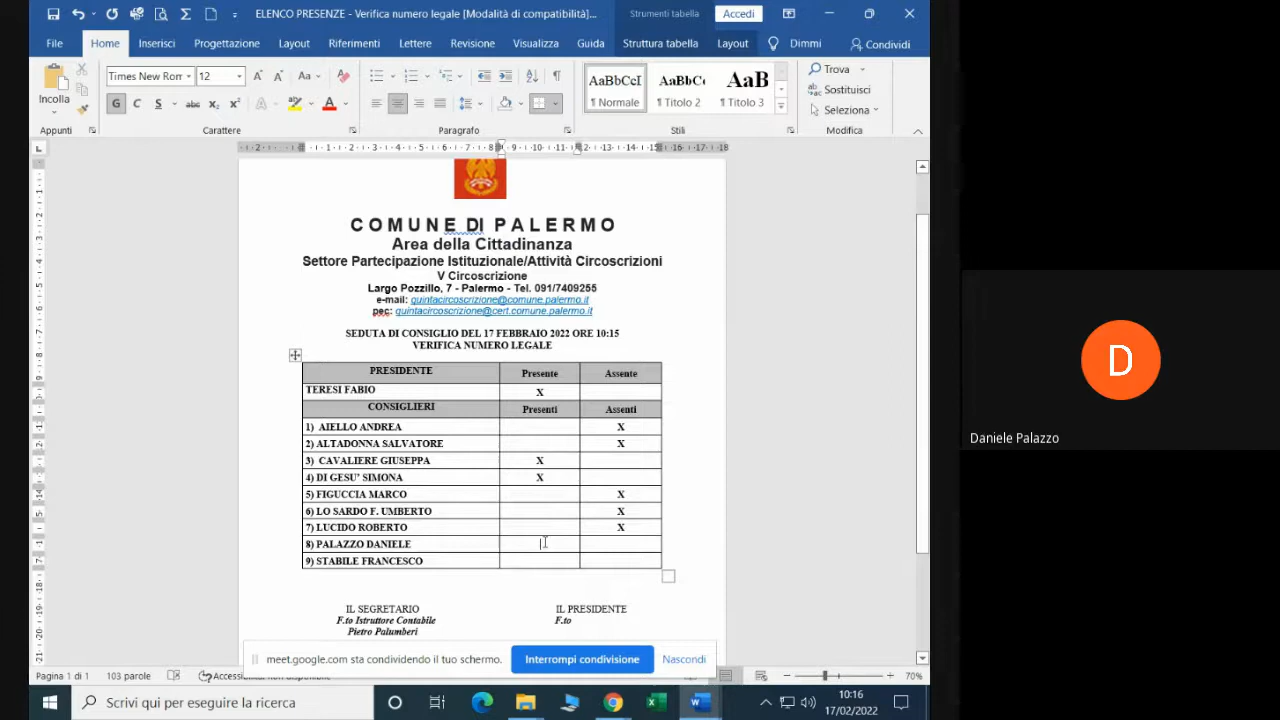 ELENCO PRESENZE - Verifica numero legale [Modalità di compatibilità]...
Strumenti tabella
Accedi
File Home Inserisci Progettazione Layout Riferimenti Lettere Revisione Visualizza Guida Struttura tabella Layout Dimmi Condividi
Incolla
Times New Ron 12
G C S abc
AaBbCcI AaBbCc AaB
¶ Normale ¶ Titolo 2 ¶ Titolo 3
Trova
Sostituisci
Seleziona
Appunti Carattere Paragrafo Stili Modifica
COMUNE DI PALERMO
Area della Cittadinanza
Settore Partecipazione Istituzionale/Attività Circoscrizioni
V Circoscrizione
Largo Pozzillo, 7 - Palermo - Tel. 091/7409255
e-mail: quintacircoscrizione@comune.palermo.it
pec: quintacircoscrizione@cert.comune.palermo.it
SEDUTA DI CONSIGLIO DEL 17 FEBBRAIO 2022 ORE 10:15
VERIFICA NUMERO LEGALE
PRESIDENTE Presente Assente
TERESI FABIO X
CONSIGLIERI Presenti Assenti
1) AIELLO ANDREA X
2) ALTADONNA SALVATORE X
3) CAVALIERE GIUSEPPA X
4) DI GESU' SIMONA X
5) FIGUCCIA MARCO X
6) LO SARDO F. UMBERTO X
7) LUCIDO ROBERTO X
8) PALAZZO DANIELE
9) STABILE FRANCESCO
IL SEGRETARIO IL PRESIDENTE
F.to Istruttore Contabile F.to
Pietro Palumberi
meet.google.com sta condividendo il tuo schermo. Interrompi condivisione Nascondi
Pagina 1 di 1 103 parole 70%
Scrivi qui per eseguire la ricerca
10:16
17/02/2022
D
Daniele Palazzo